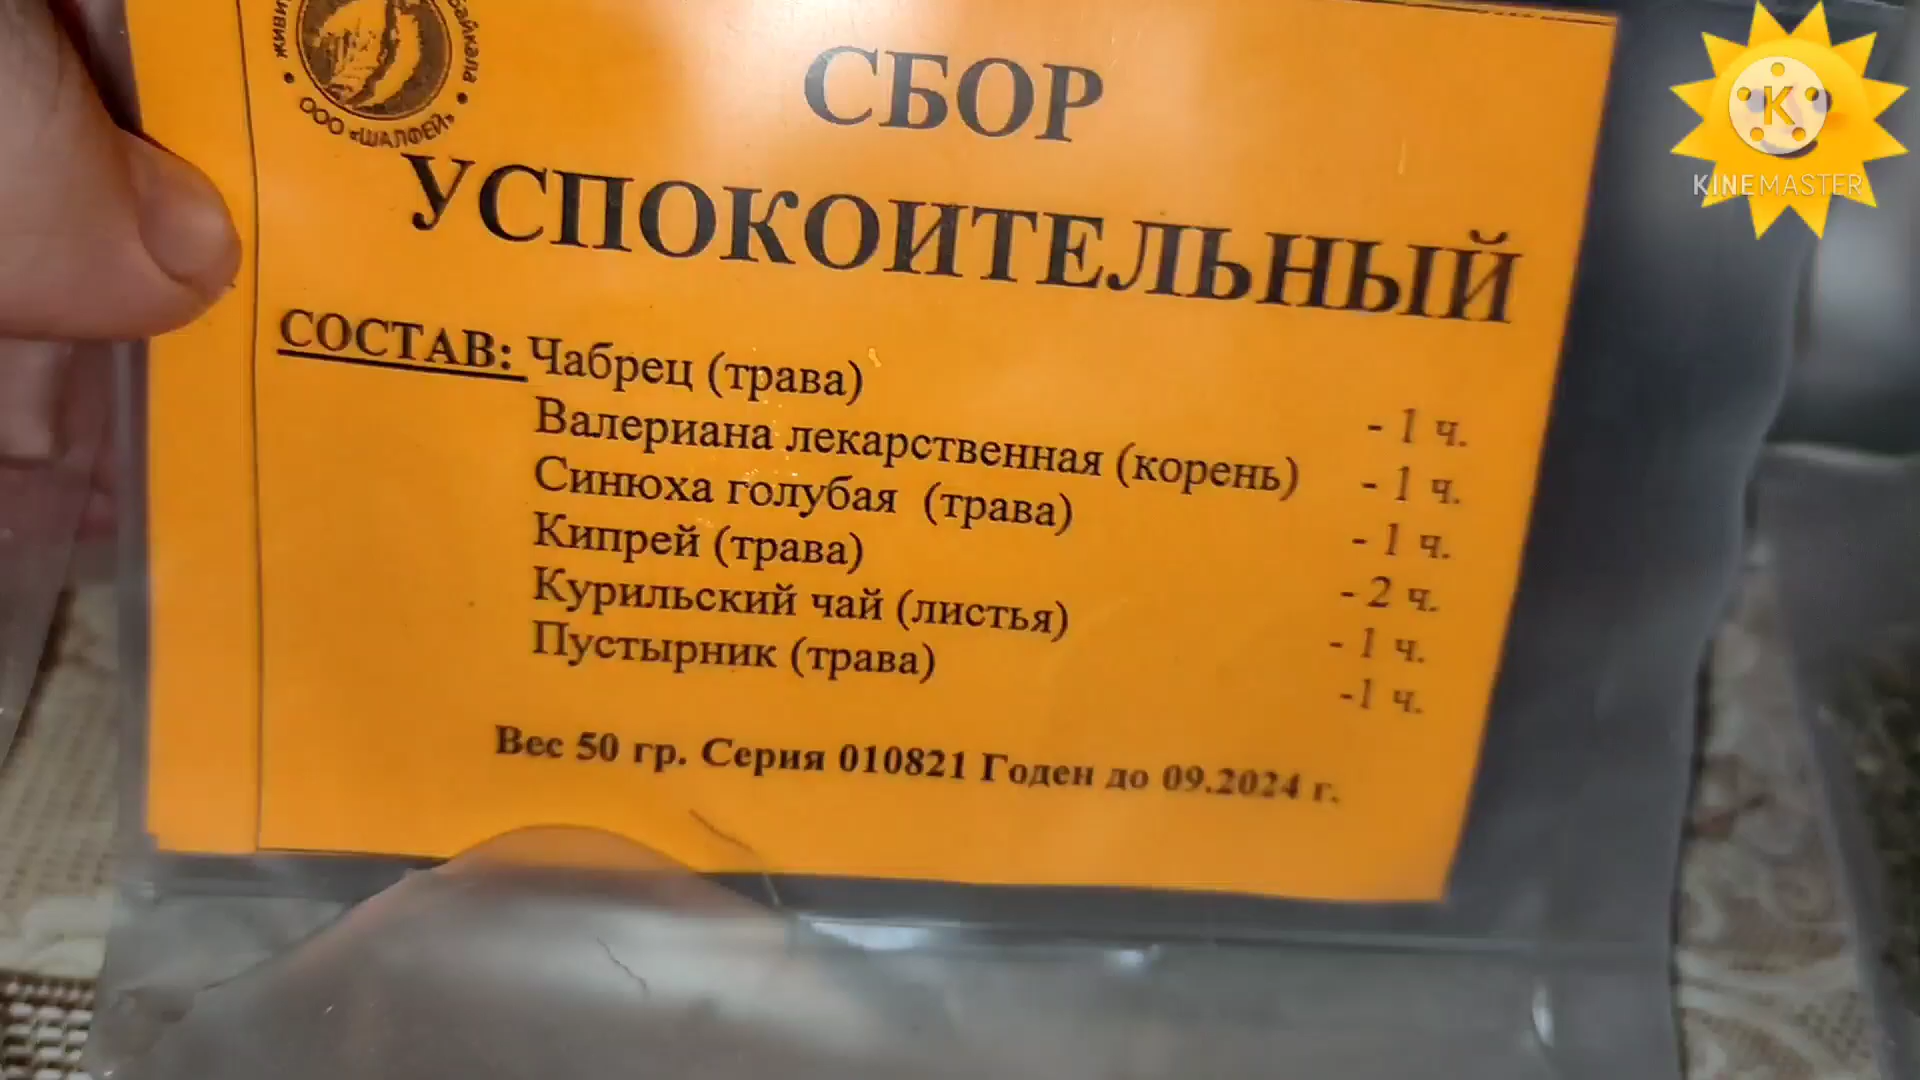 Байкала
ООО «ШАЛФЕЙ»
СБОР
УСПОКОИТЕЛЬНЫЙ
СОСТАВ: Чабрец (трава) - 1 ч.
Валериана лекарственная (корень) - 1 ч.
Синюха голубая (трава) - 1 ч.
Кипрей (трава) - 2 ч.
Курильский чай (листья) - 1 ч.
Пустырник (трава) -1 ч.
Вес 50 гр. Серия 010821 Годен до 09.2024 г.
K
KINEMASTER